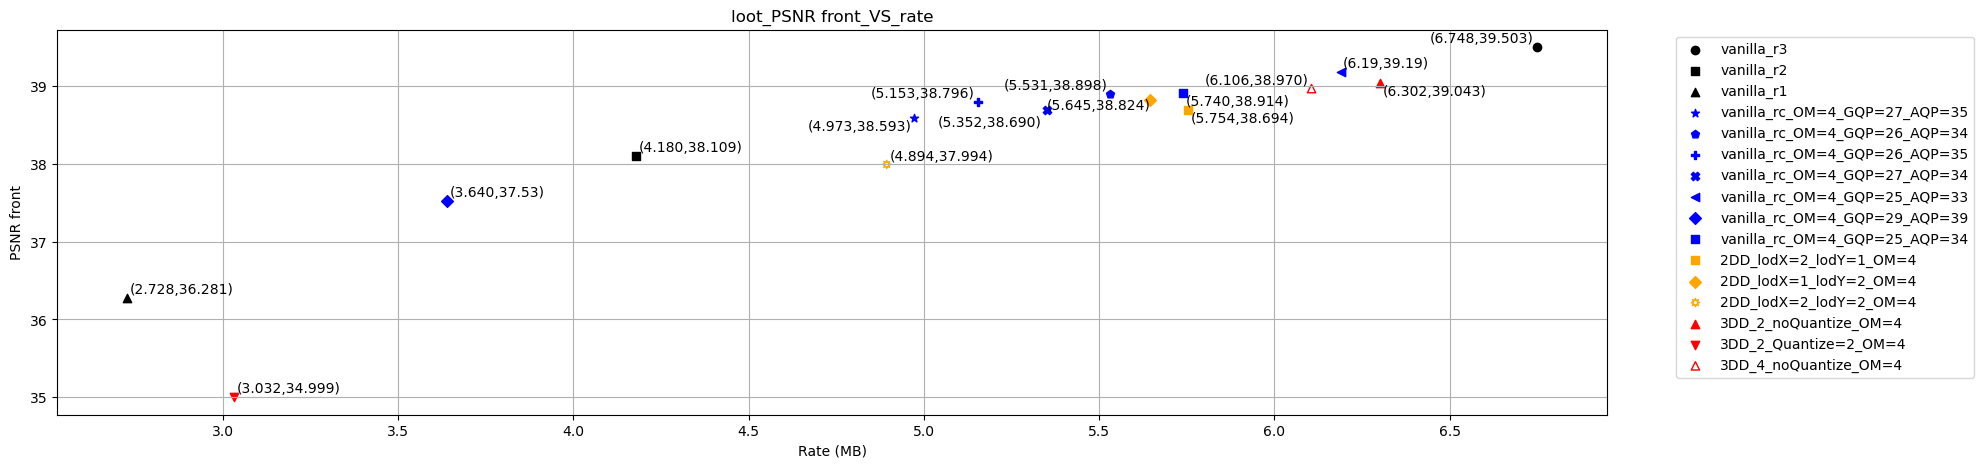 loot_PSNR front_VS_rate
PSNR front
39
38
37
36
35
(6.748,39.503)
(6.19,39.19)
(6.106,38.970)
(6.302,39.043)
(5.531,38.898)
(5.153,38.796)
(5.645,38.824)
(5.740,38.914)
(5.352,38.690)
(5.754,38.694)
(4.973,38.593)
(4.180,38.109)
(4.894,37.994)
(3.640,37.53)
(2.728,36.281)
(3.032,34.999)
3.0 3.5 4.0 4.5 5.0 5.5 6.0 6.5
Rate (MB)
vanilla_r3
vanilla_r2
vanilla_r1
vanilla_rc_OM=4_GQP=27_AQP=35
vanilla_rc_OM=4_GQP=26_AQP=34
vanilla_rc_OM=4_GQP=26_AQP=35
vanilla_rc_OM=4_GQP=27_AQP=34
vanilla_rc_OM=4_GQP=25_AQP=33
vanilla_rc_OM=4_GQP=29_AQP=39
vanilla_rc_OM=4_GQP=25_AQP=34
2DD_lodX=2_lodY=1_OM=4
2DD_lodX=1_lodY=2_OM=4
2DD_lodX=2_lodY=2_OM=4
3DD_2_noQuantize_OM=4
3DD_2_Quantize=2_OM=4
3DD_4_noQuantize_OM=4